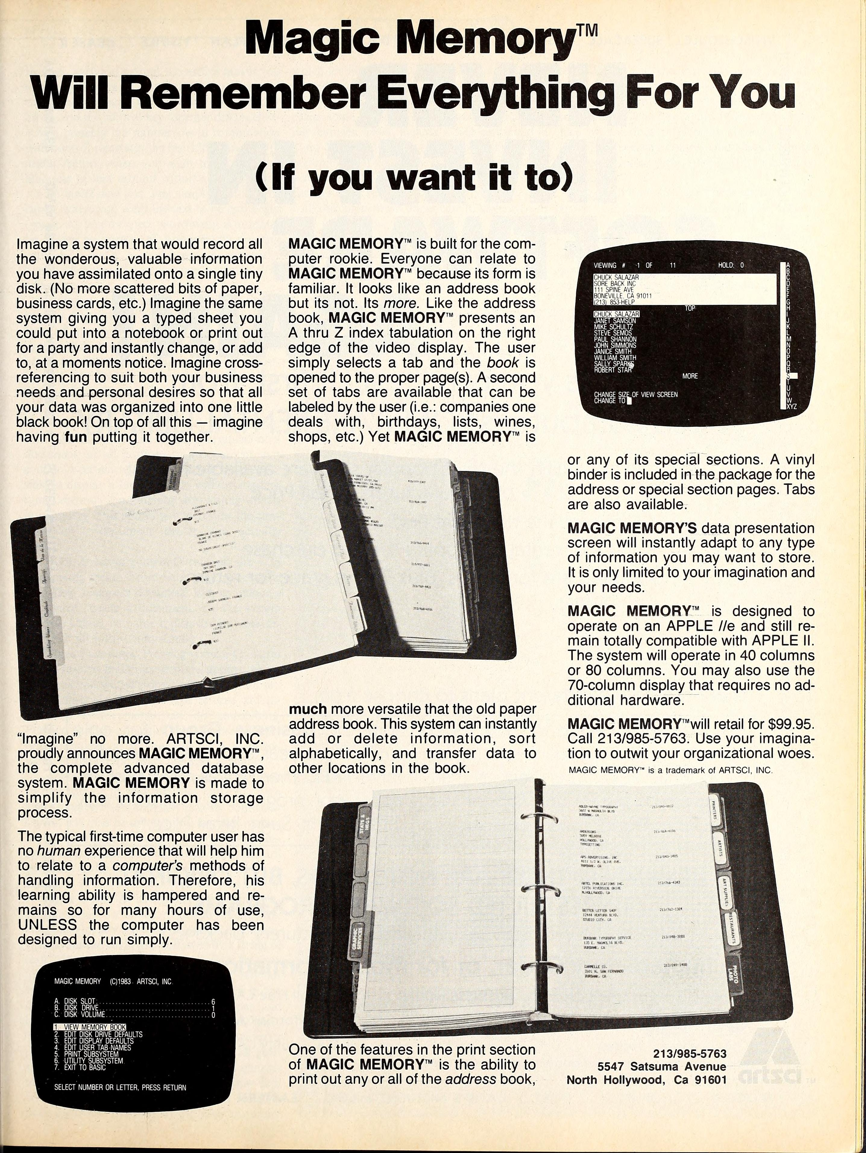 Magic Memory™
Will Remember Everything For You
(If you want it to)
Imagine a system that would record all
the wonderous, valuable information
you have assimilated onto a single tiny
disk. (No more scattered bits of paper,
business cards, etc.) Imagine the same
system giving you a typed sheet you
could put into a notebook or print out
for a party and instantly change, or add
to, at a moments notice. Imagine cross-
referencing to suit both your business
needs and personal desires so that all
your data was organized into one little
black book! On top of all this — imagine
having fun putting it together.
"Imagine" no more. ARTSCI, INC.
proudly announces MAGIC MEMORY™,
the complete advanced database
system. MAGIC MEMORY is made to
simplify the information storage
process.
The typical first-time computer user has
no human experience that will help him
to relate to a computer's methods of
handling information. Therefore, his
learning ability is hampered and re-
mains so for many hours of use,
UNLESS the computer has been
designed to run simply.
MAGIC MEMORY (C)1983 ARTSCI, INC
A. DISK SLOT 6
B. DISK DRIVE 1
C. DISK VOLUME 0
1 VIEW MEMORY BOOK
2. EDIT DISK DRIVE DEFAULTS
3. EDIT DISPLAY DEFAULTS
4. EDIT USER TAB NAMES
5. PRINT SUBSYSTEM
6. UTILITY SUBSYSTEM
7. EXIT TO BASIC
SELECT NUMBER OR LETTER, PRESS RETURN
MAGIC MEMORY™ is built for the com-
puter rookie. Everyone can relate to
MAGIC MEMORY™ because its form is
familiar. It looks like an address book
but its not. Its more. Like the address
book, MAGIC MEMORY™ presents an
A thru Z index tabulation on the right
edge of the video display. The user
simply selects a tab and the book is
opened to the proper page(s). A second
set of tabs are available that can be
labeled by the user (i.e.: companies one
deals with, birthdays, lists, wines,
shops, etc.) Yet MAGIC MEMORY™ is
much more versatile that the old paper
address book. This system can instantly
add or delete information, sort
alphabetically, and transfer data to
other locations in the book.
GRAPHIC
SERVICES
PRINTERS
ARTISTS
ART SUPPLIES
RESTAURANTS
PHOTO
LABS
One of the features in the print section
of MAGIC MEMORY™ is the ability to
print out any or all of the address book,
VIEWING # 1 OF 11 HOLD: 0
CHUCK SALAZAR
SORE BACK INC
111 SPINE AVE
BONEVILLE, CA 91011
(213) 853-HELP
TOP
CHUCK SALAZAR
JANET SAMSON
MIKE SCHULTZ
STEVE SEMOS
PAUL SHANNON
JOHN SIMMONS
JANICE SMITH
WILLIAM SMITH
SALLY SPARKS
ROBERT STAR
MORE
CHANGE SIZE OF VIEW SCREEN
CHANGE TO
or any of its special sections. A vinyl
binder is included in the package for the
address or special section pages. Tabs
are also available.
MAGIC MEMORY'S data presentation
screen will instantly adapt to any type
of information you may want to store.
It is only limited to your imagination and
your needs.
MAGIC MEMORY™ is designed to
operate on an APPLE //e and still re-
main totally compatible with APPLE II.
The system will operate in 40 columns
or 80 columns. You may also use the
70-column display that requires no ad-
ditional hardware.
MAGIC MEMORY™ will retail for $99.95.
Call 213/985-5763. Use your imagina-
tion to outwit your organizational woes.
MAGIC MEMORY™ is a trademark of ARTSCI, INC.
213/985-5763
5547 Satsuma Avenue
North Hollywood, Ca 91601
artsci